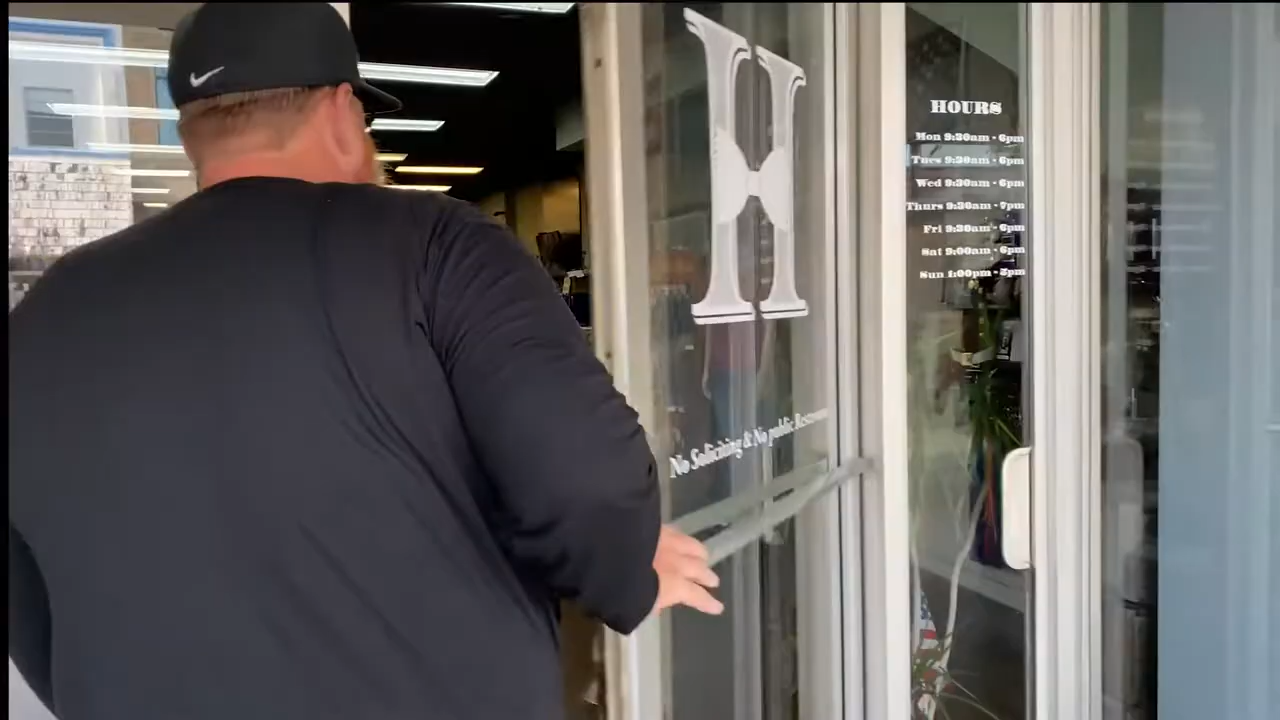 H
HOURS
Mon 9:30am - 6pm
Tues 9:30am - 6pm
Wed 9:30am - 6pm
Thurs 9:30am - 7pm
Fri 9:30am - 6pm
Sat 9:00am - 6pm
Sun 1:00pm - 5pm
No Soliciting & No public Restroom